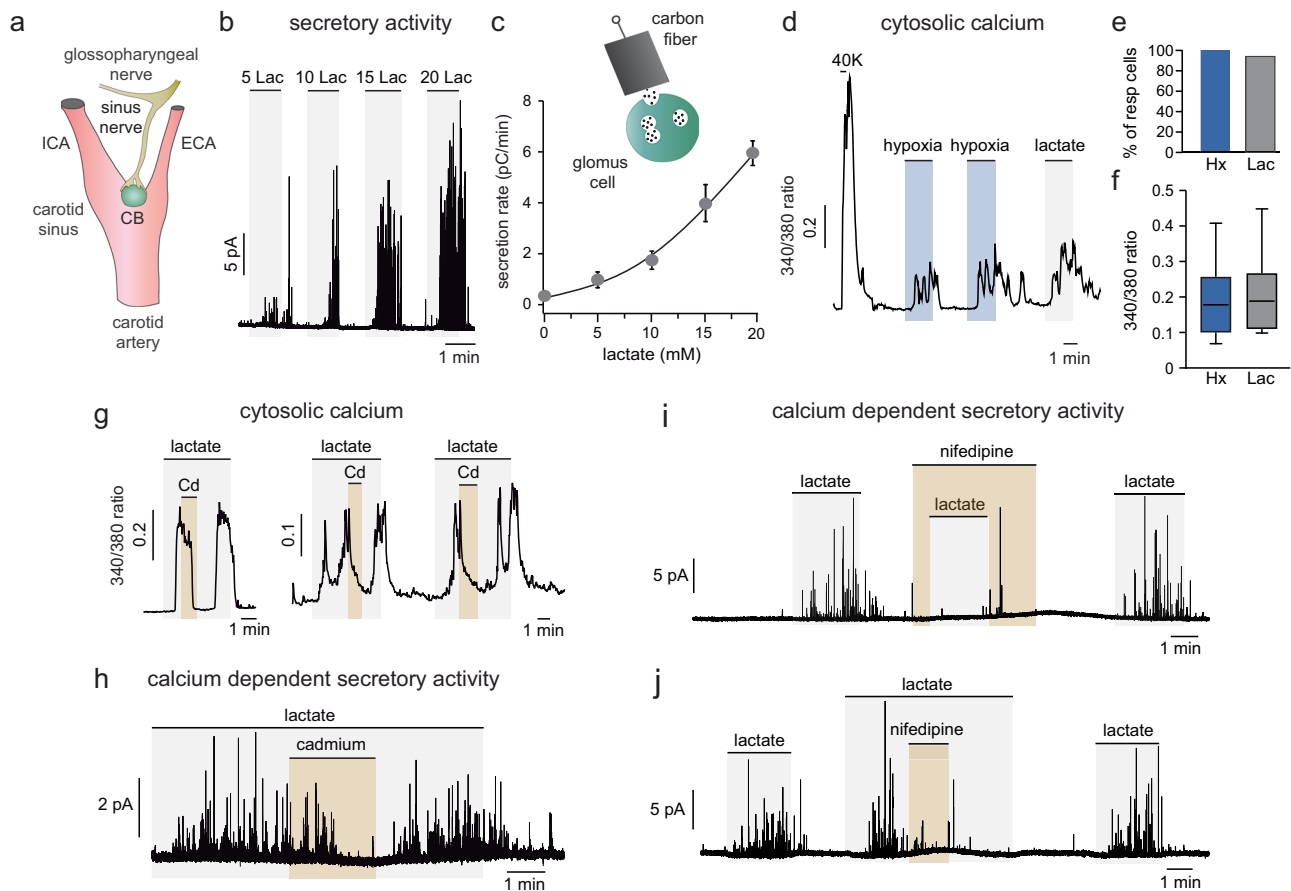 a
glossopharyngeal
nerve
sinus
nerve
ICA
ECA
CB
carotid
sinus
carotid
artery
b
secretory activity
5 Lac 10 Lac 15 Lac 20 Lac
5 pA
1 min
c
carbon
fiber
glomus
cell
secretion rate (pC/min)
8
6
4
2
0
0 5 10 15 20
lactate (mM)
d
cytosolic calcium
40K
hypoxia hypoxia lactate
340/380 ratio
0.2
1 min
e
% of resp cells
100
80
60
40
20
0
Hx Lac
f
340/380 ratio
0.5
0.4
0.3
0.2
0.1
0
Hx Lac
g
cytosolic calcium
lactate lactate lactate
Cd Cd Cd
340/380 ratio
0.2
0.1
1 min 1 min
h
calcium dependent secretory activity
lactate
cadmium
2 pA
1 min
i
calcium dependent secretory activity
nifedipine
lactate lactate lactate
5 pA
1 min
j
lactate
nifedipine
lactate lactate
5 pA
1 min